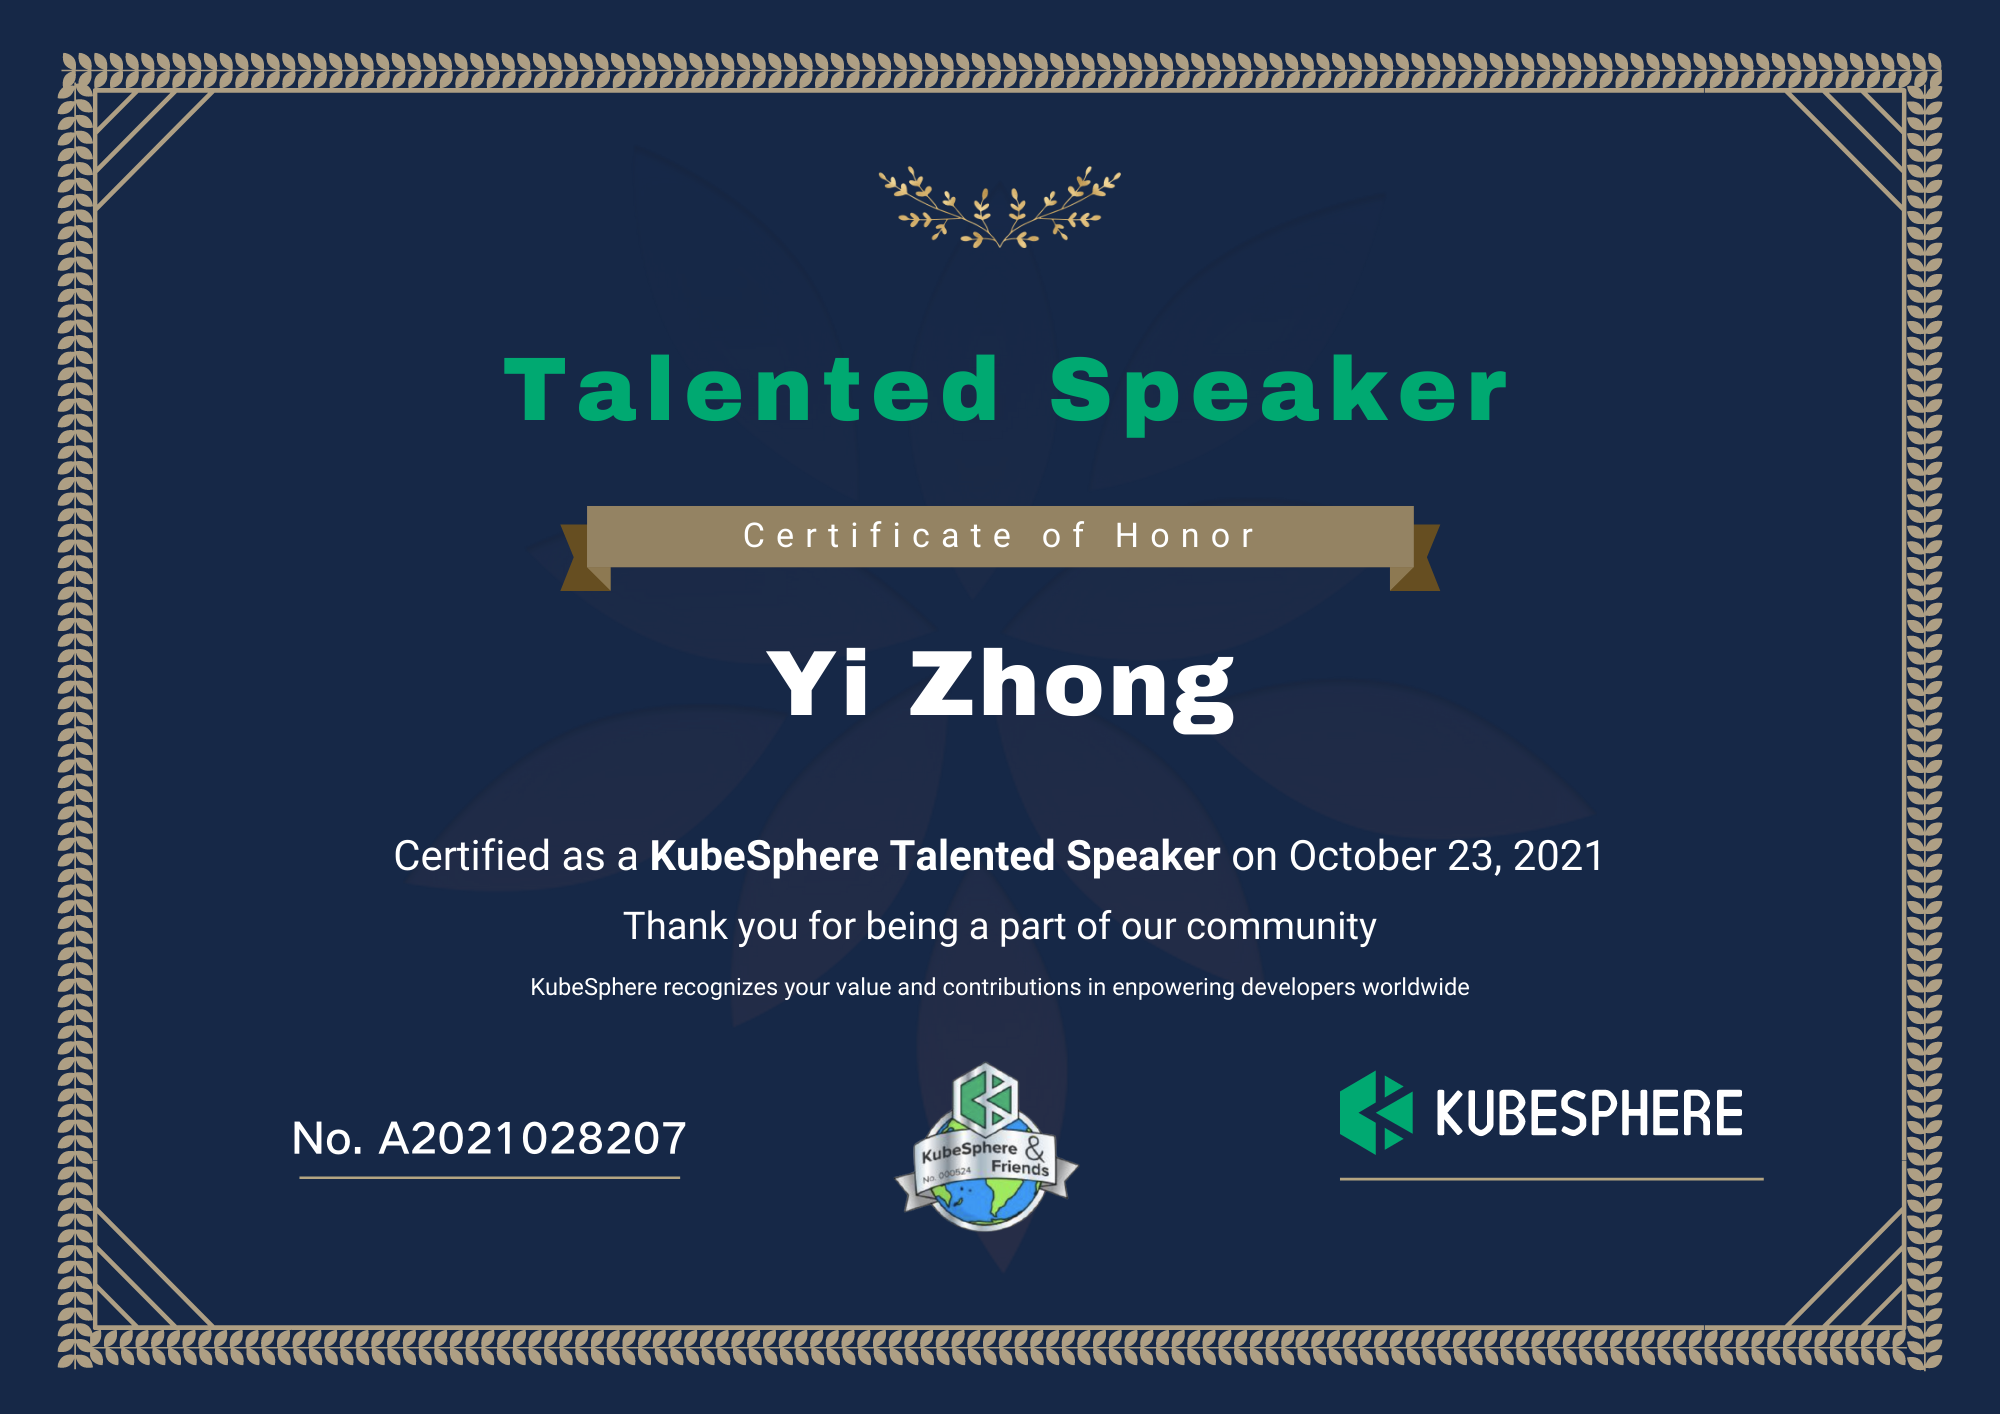 Talented Speaker
Certificate of Honor
Yi Zhong
Certified as a KubeSphere Talented Speaker on October 23, 2021
Thank you for being a part of our community
KubeSphere recognizes your value and contributions in enpowering developers worldwide
No. A2021028207
KubeSphere &
Friends
No. 000524
KUBESPHERE